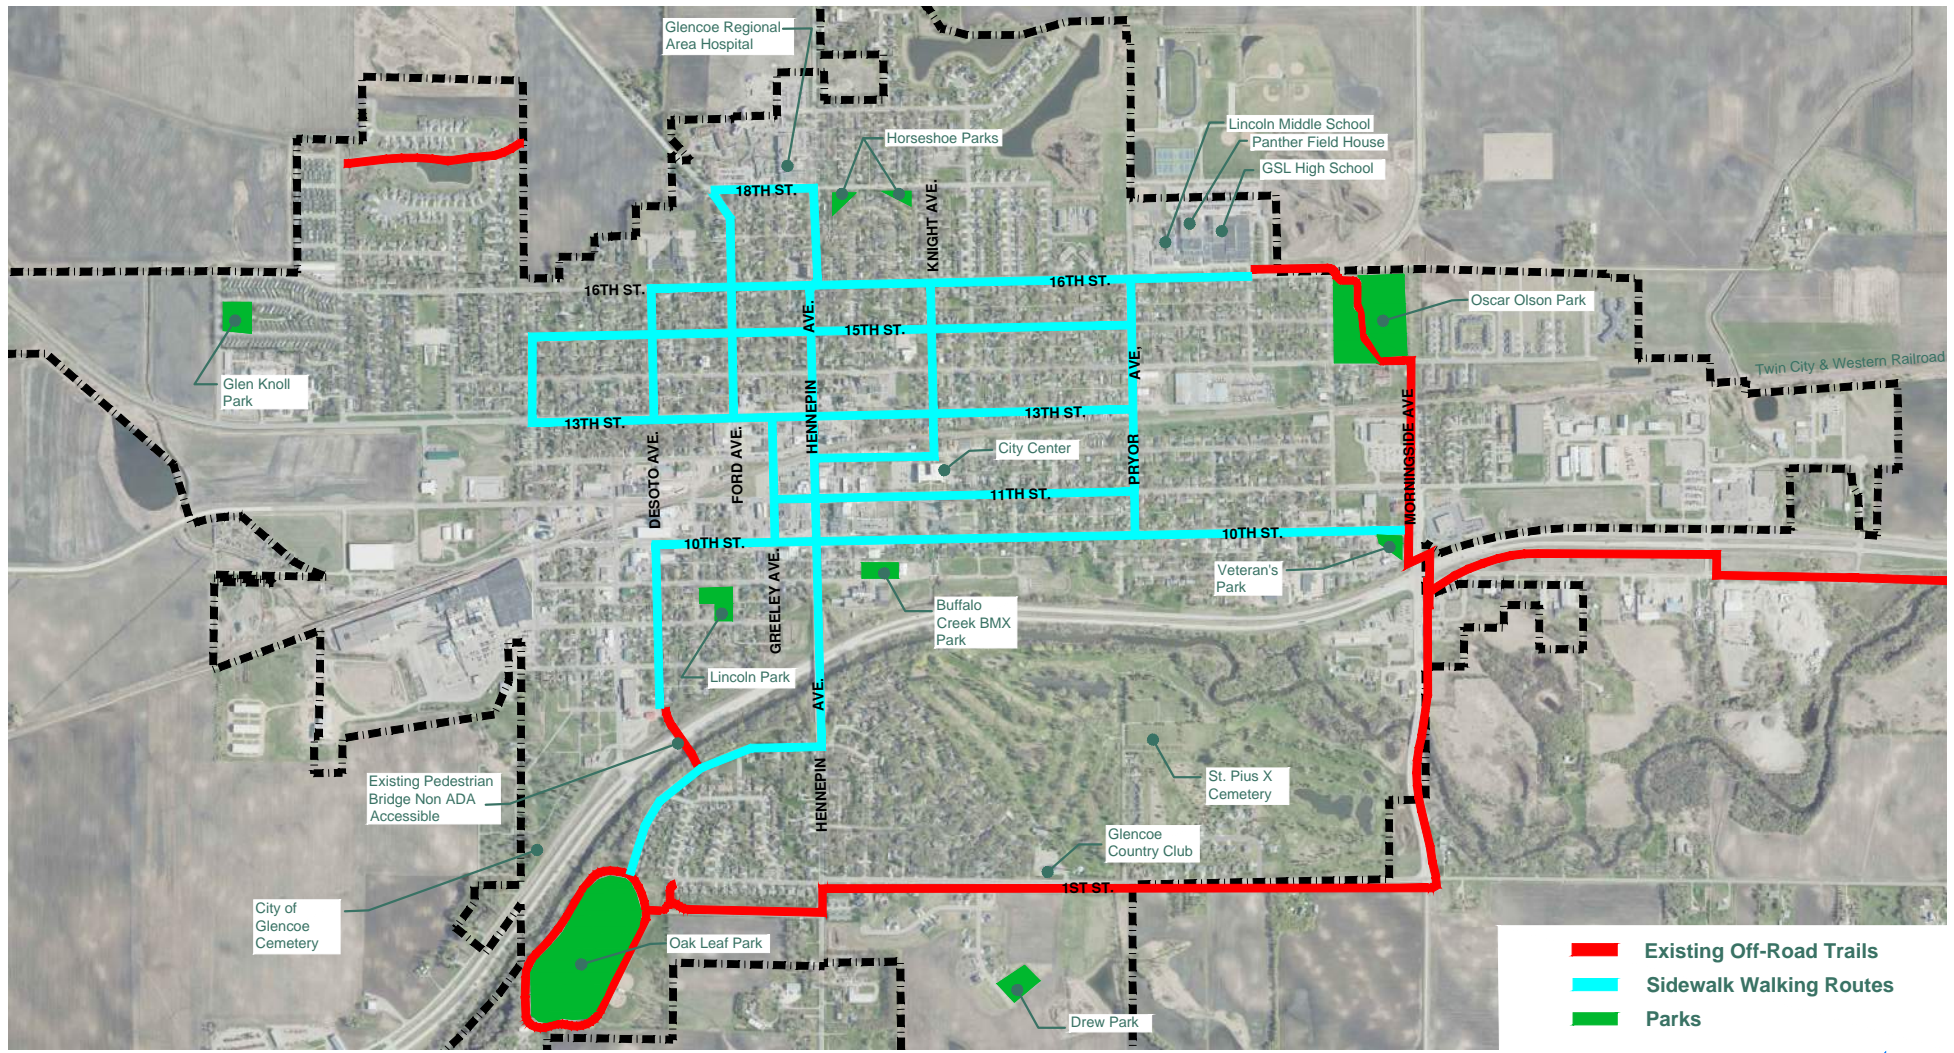 Glencoe Regional
Area Hospital
Horseshoe Parks
Lincoln Middle School
Panther Field House
GSL High School
18TH ST.
KNIGHT AVE.
16TH ST.
16TH ST.
Oscar Olson Park
AVE.
15TH ST.
Twin City & Western Railroad
AVE,
Glen Knoll
Park
HENNEPIN
13TH ST.
13TH ST.
MORNINGSIDE AVE
DESOTO AVE.
FORD AVE.
City Center
PRYOR
11TH ST.
10TH ST.
10TH ST.
GREELEY AVE.
Veteran's
Park
Buffalo
Creek BMX
Park
Lincoln Park
AVE.
Existing Pedestrian
Bridge Non ADA
Accessible
HENNEPIN
St. Pius X
Cemetery
Glencoe
Country Club
1ST ST.
City of
Glencoe
Cemetery
Oak Leaf Park
Drew Park
Existing Off-Road Trails
Sidewalk Walking Routes
Parks